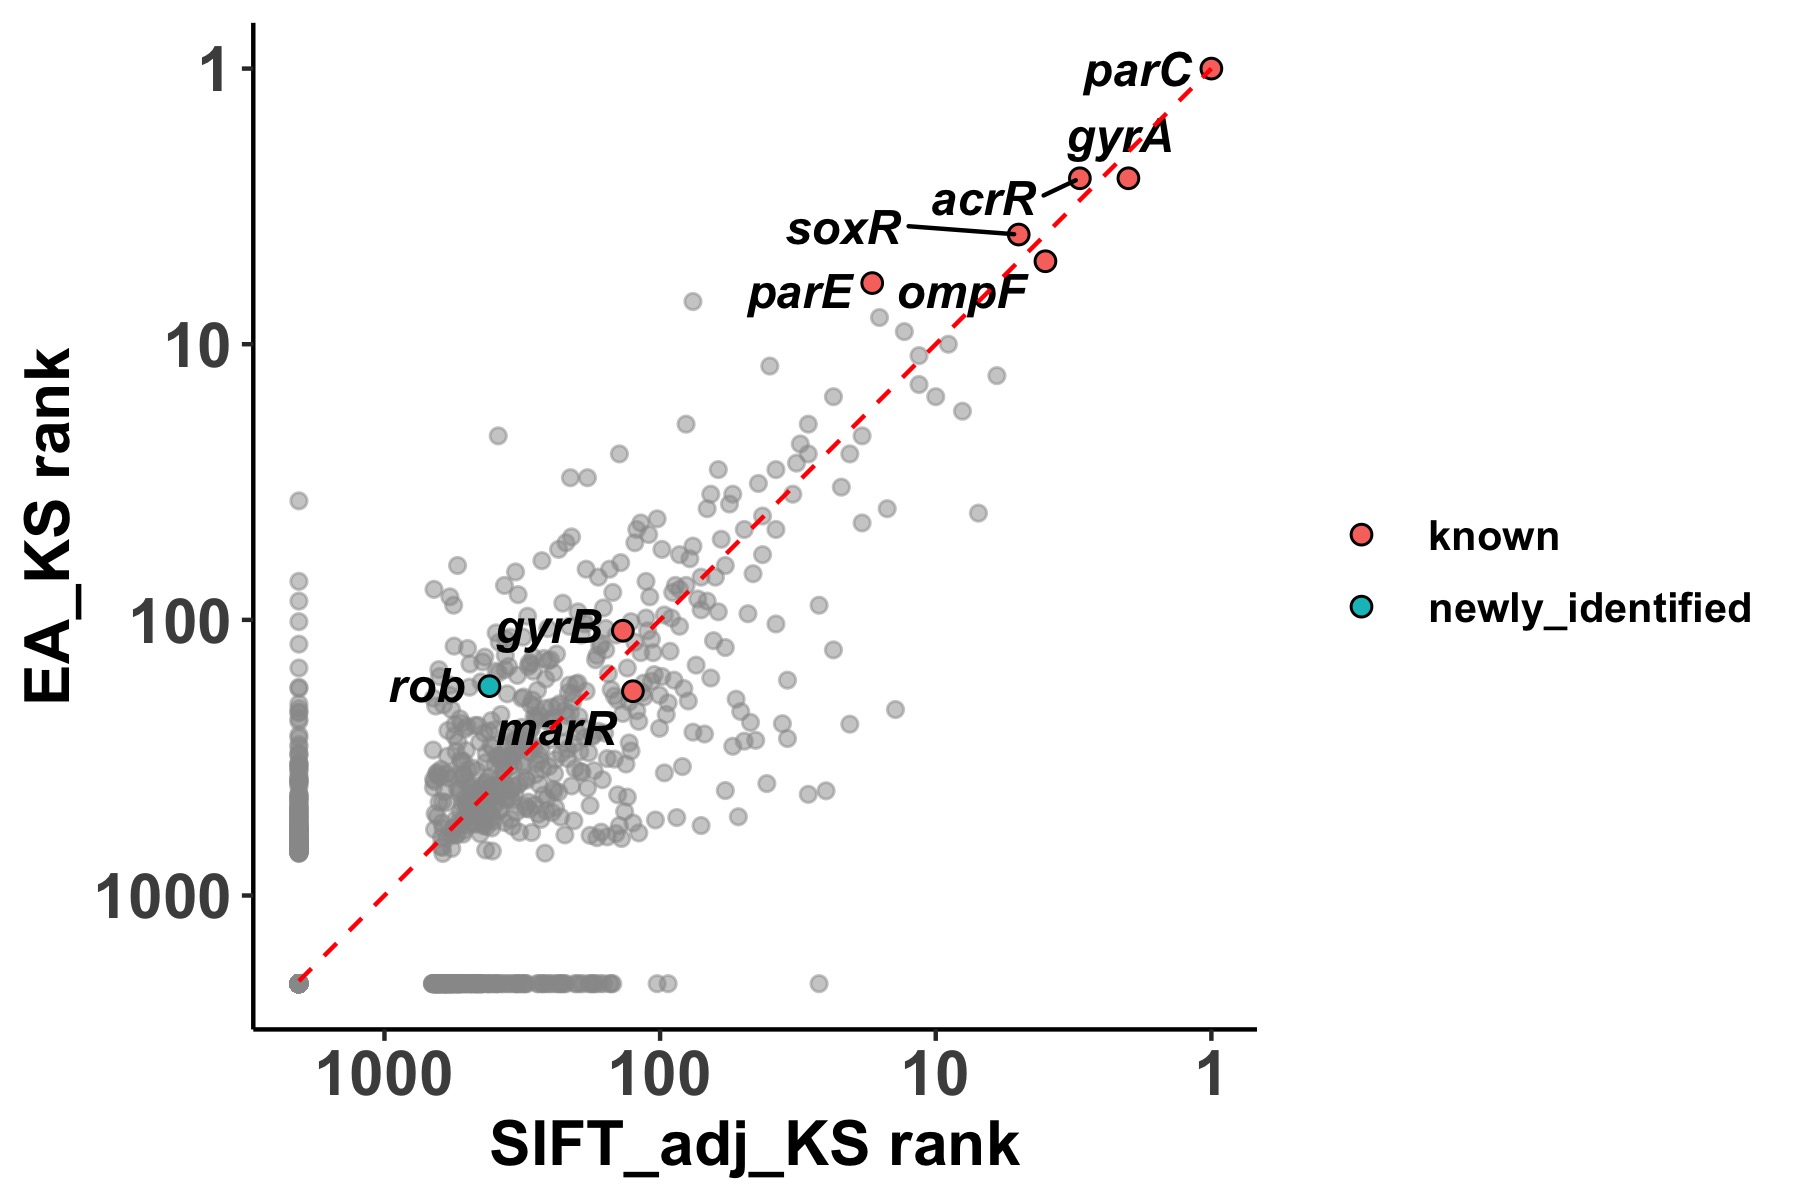 1
10
100
1000
EA_KS rank
parC
gyrA
acrR
soxR
parE
ompF
gyrB
rob
marR
known
newly_identified
1000
100
10
1
SIFT_adj_KS rank